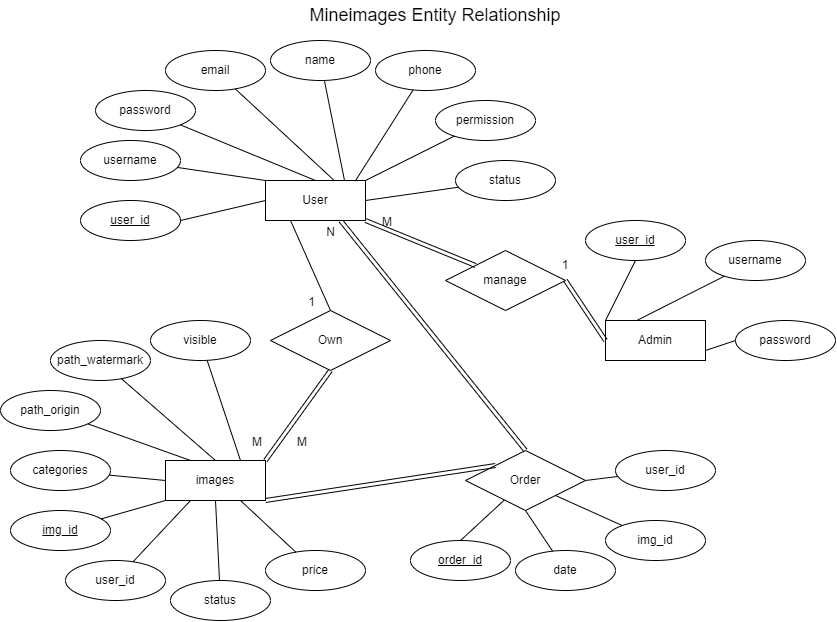 Mineimages Entity Relationship
name
email
phone
password
permission
username
status
User
user_id
M
N
user_id
username
1
manage
1
Own
visible
Admin
password
path_watermark
path_origin
M
M
categories
images
Order
user_id
img_id
img_id
order_id
date
price
user_id
status